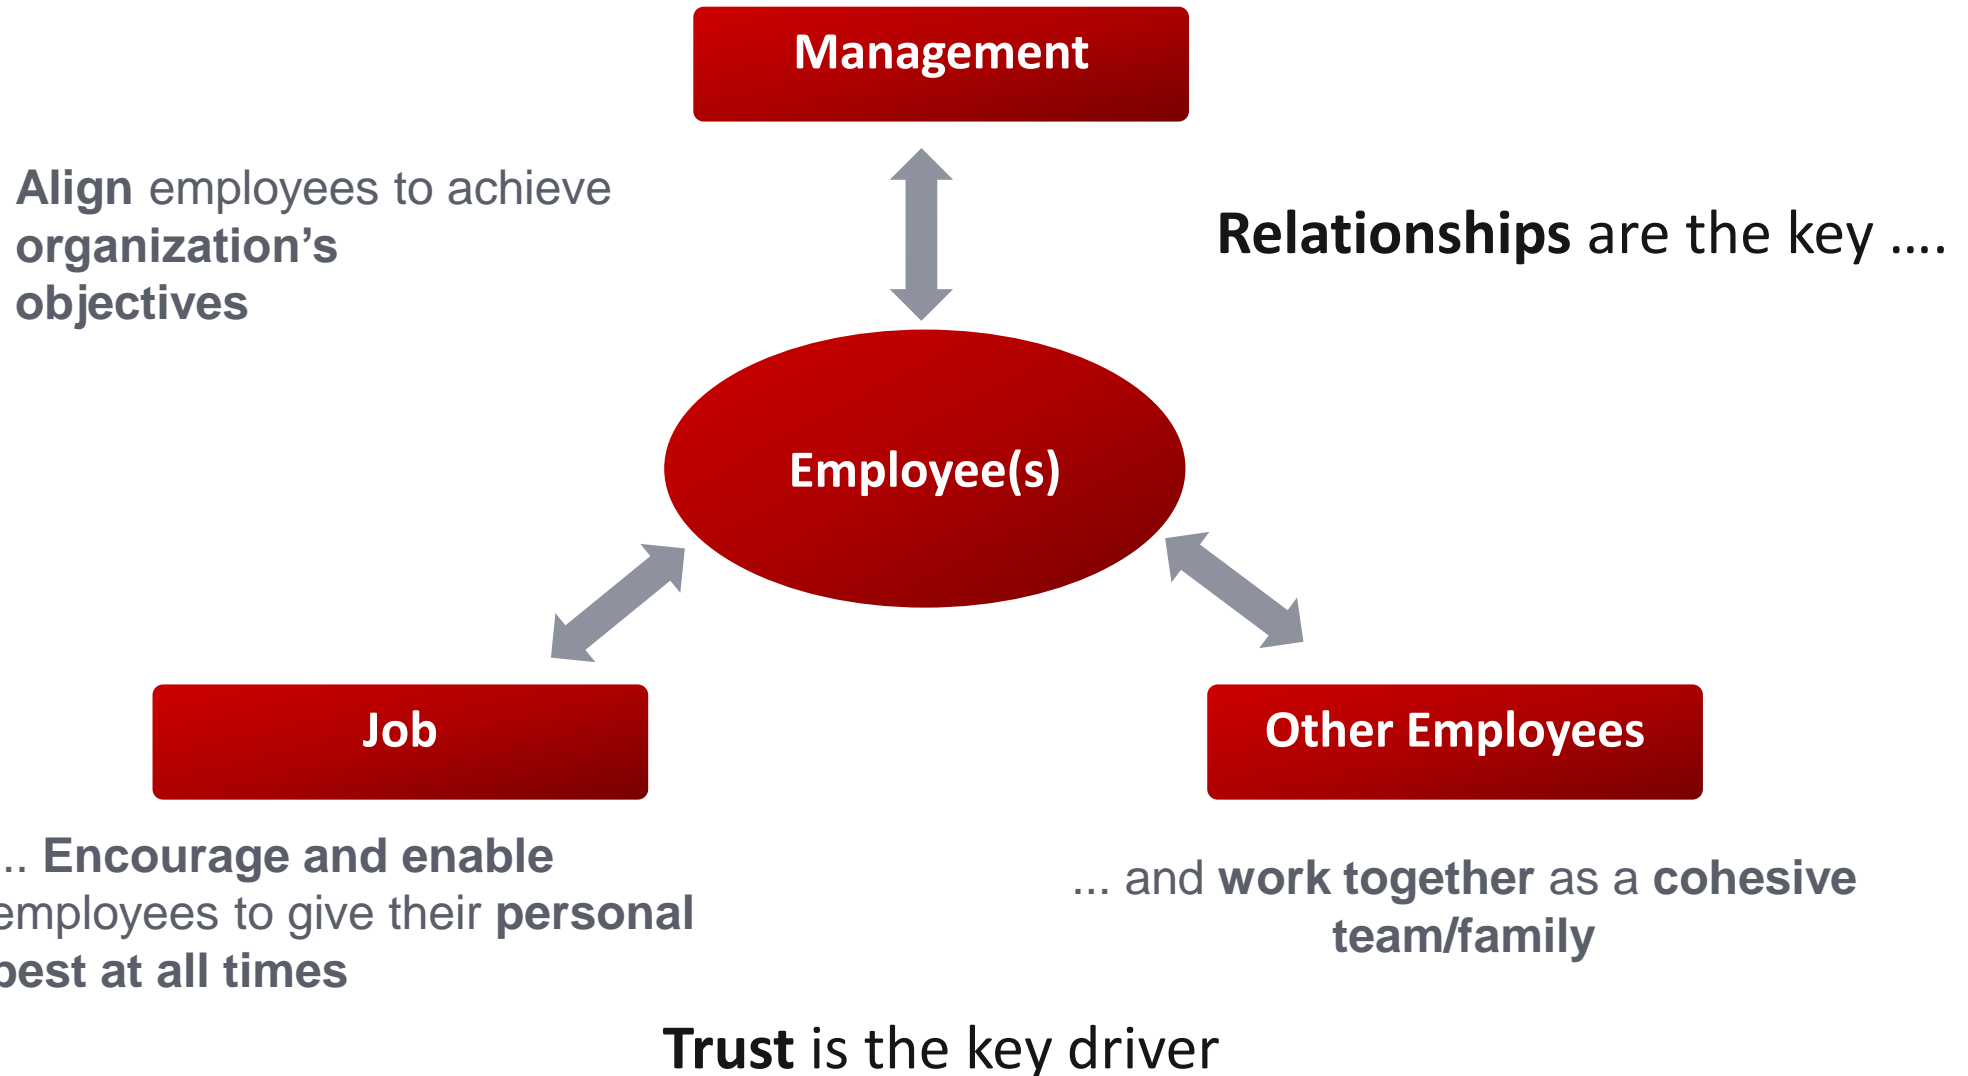 Management
Align employees to achieve
organization’s
objectives
Relationships are the key ....
Employee(s)
Job
Other Employees
.. Encourage and enable
employees to give their personal
best at all times
... and work together as a cohesive
team/family
Trust is the key driver